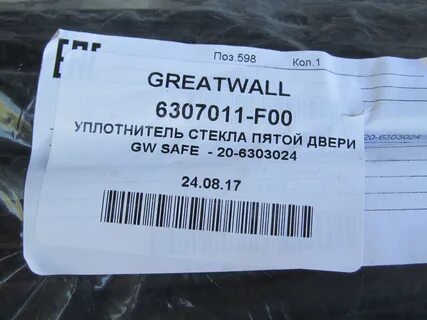 Поз.598 Кол.1
EAC
GREATWALL
6307011-F00
УПЛОТНИТЕЛЬ СТЕКЛА ПЯТОЙ ДВЕРИ
GW SAFE - 20-6303024
20-6303024
24.08.17